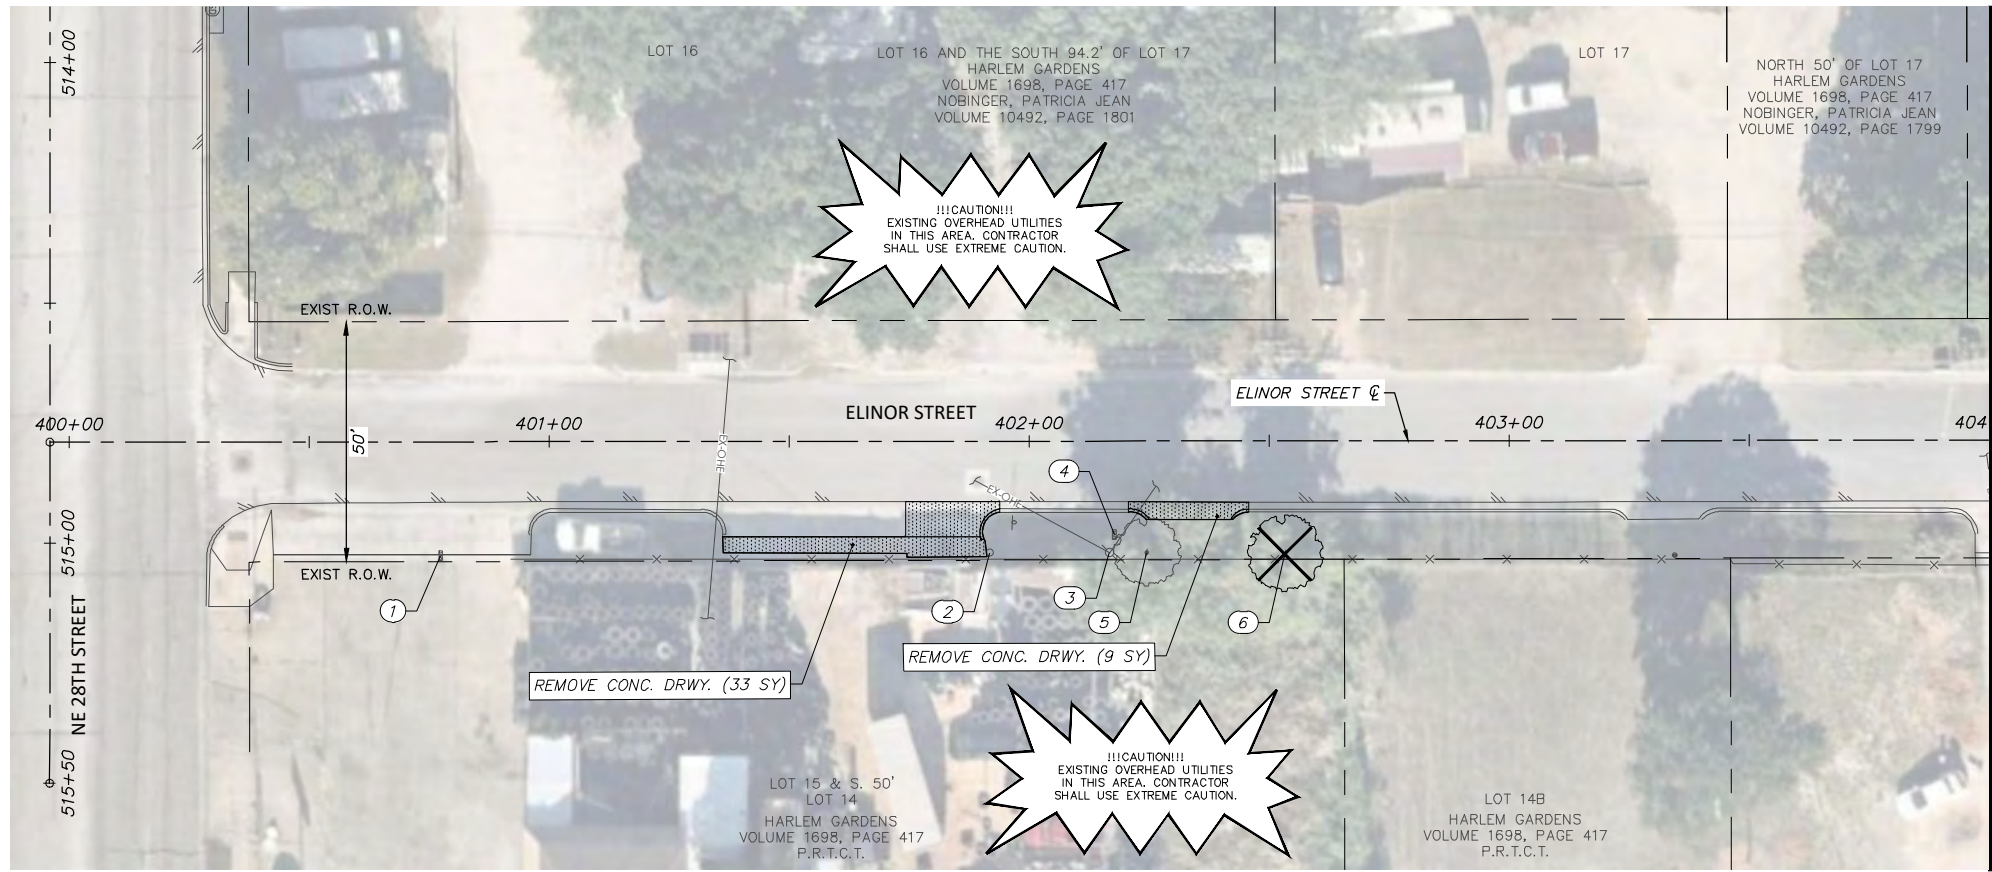 514+00
LOT 16
LOT 16 AND THE SOUTH 94.2' OF LOT 17
HARLEM GARDENS
VOLUME 1698, PAGE 417
NOBINGER, PATRICIA JEAN
VOLUME 10492, PAGE 1801
LOT 17
NORTH 50' OF LOT 17
HARLEM GARDENS
VOLUME 1698, PAGE 417
NOBINGER, PATRICIA JEAN
VOLUME 10492, PAGE 1799
!!!CAUTION!!!
EXISTING OVERHEAD UTILITIES
IN THIS AREA. CONTRACTOR
SHALL USE EXTREME CAUTION.
EXIST R.O.W.
50'
ELINOR STREET ℄
ELINOR STREET
400+00
401+00
402+00
403+00
404
EX-OHE
EX-OHE
4
515+00
EXIST R.O.W.
1
2
3
5
6
REMOVE CONC. DRWY. (9 SY)
REMOVE CONC. DRWY. (33 SY)
NE 28TH STREET
515+50
!!!CAUTION!!!
EXISTING OVERHEAD UTILITIES
IN THIS AREA. CONTRACTOR
SHALL USE EXTREME CAUTION.
LOT 15 & S. 50'
LOT 14
HARLEM GARDENS
VOLUME 1698, PAGE 417
P.R.T.C.T.
LOT 14B
HARLEM GARDENS
VOLUME 1698, PAGE 417
P.R.T.C.T.